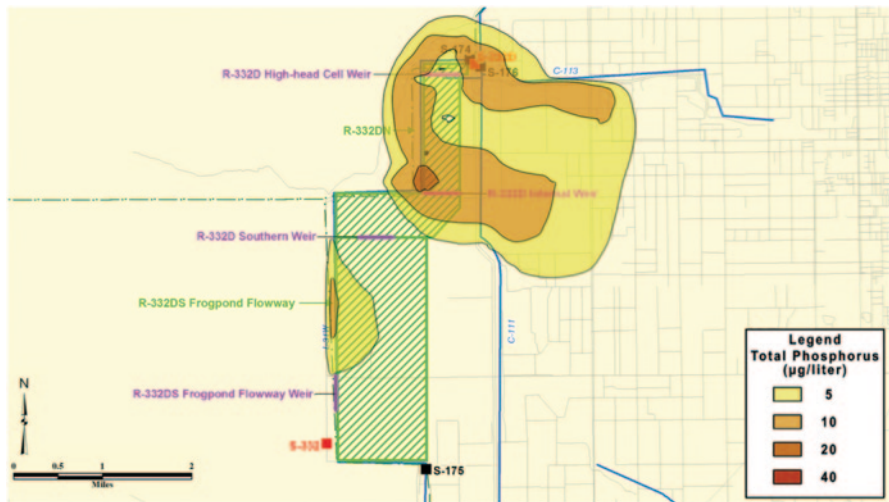 S-174
R-332D High-head Cell Weir
S-176
C-113
R-332DN
R-332D Internal Weir
R-332D Southern Weir
R-332DS Frogpond Flowway
L-31W
C-111
R-332DS Frogpond Flowway Weir
S-332
S-175
N
0 0.5 1 2
Miles
Legend
Total Phosphorus
(µg/liter)
5
10
20
40